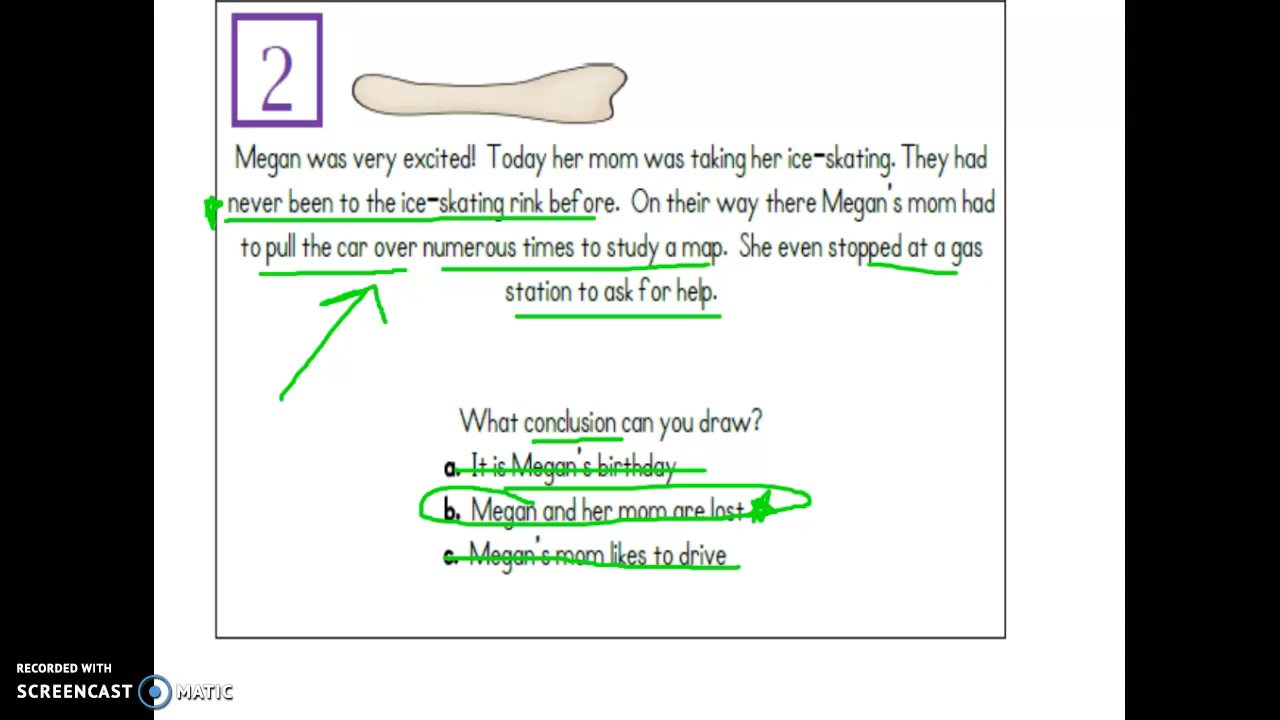 2
Megan was very excited! Today her mom was taking her ice-skating. They had
never been to the ice-skating rink before. On their way there Megan's mom had
to pull the car over numerous times to study a map. She even stopped at a gas
station to ask for help.
What conclusion can you draw?
a. It is Megan's birthday
b. Megan and her mom are lost
c. Megan's mom likes to drive
RECORDED WITH
SCREENCAST MATIC